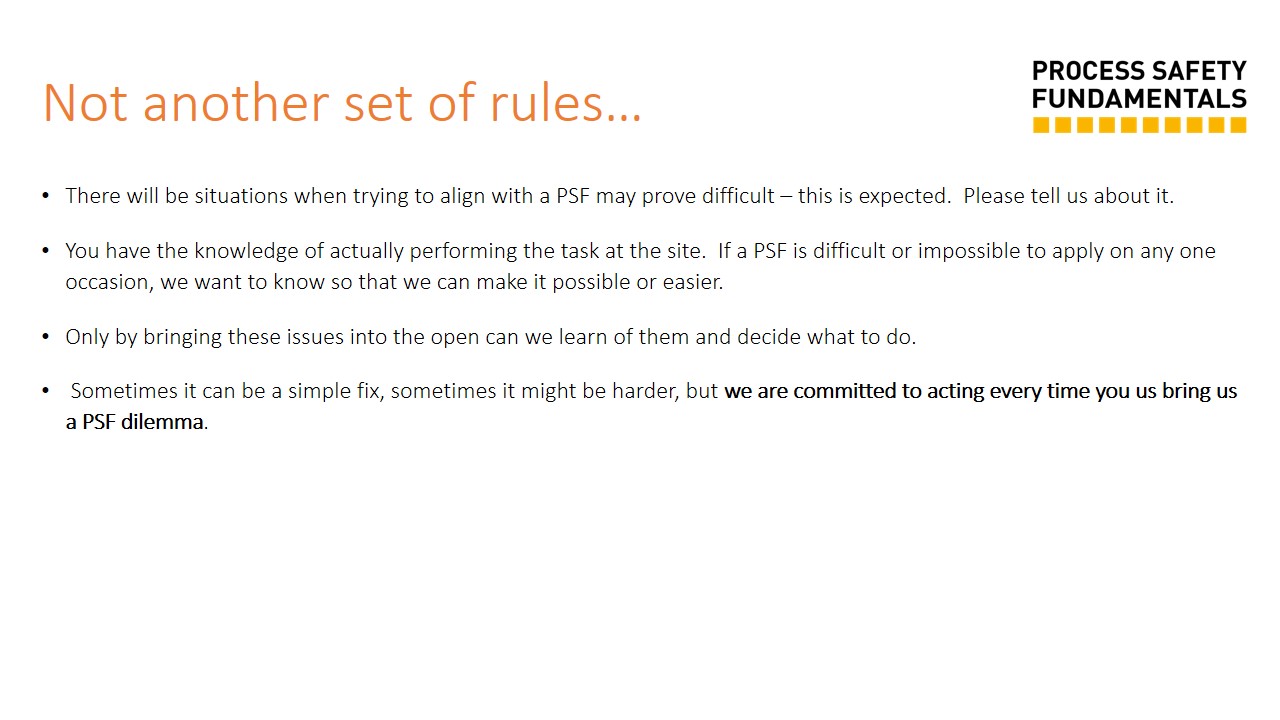 Not another set of rules…
PROCESS SAFETY
FUNDAMENTALS
• There will be situations when trying to align with a PSF may prove difficult – this is expected.  Please tell us about it.
• You have the knowledge of actually performing the task at the site.  If a PSF is difficult or impossible to apply on any one
occasion, we want to know so that we can make it possible or easier.
• Only by bringing these issues into the open can we learn of them and decide what to do.
• Sometimes it can be a simple fix, sometimes it might be harder, but we are committed to acting every time you us bring us
a PSF dilemma.